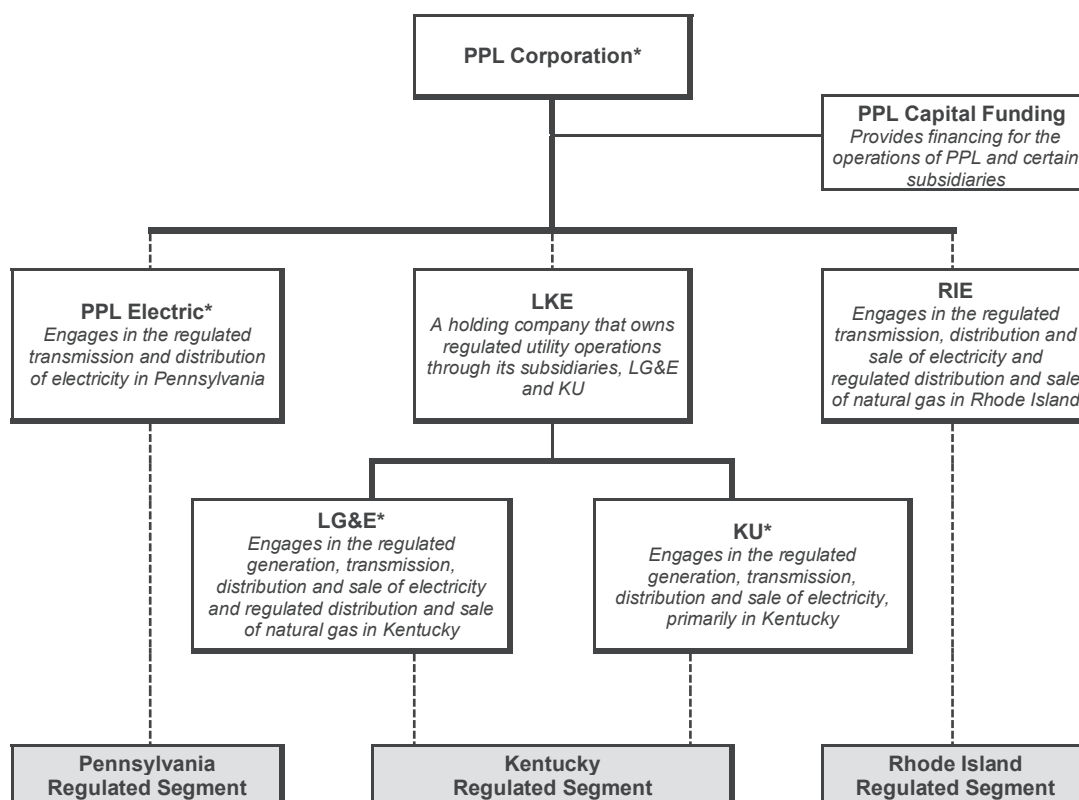 PPL Corporation*
PPL Capital Funding
Provides financing for the
operations of PPL and certain
subsidiaries
PPL Electric*
Engages in the regulated
transmission and distribution
of electricity in Pennsylvania
LKE
A holding company that owns
regulated utility operations
through its subsidiaries, LG&E
and KU
RIE
Engages in the regulated
transmission, distribution and
sale of electricity and
regulated distribution and sale
of natural gas in Rhode Island
LG&E*
Engages in the regulated
generation, transmission,
distribution and sale of electricity
and regulated distribution and sale
of natural gas in Kentucky
KU*
Engages in the regulated
generation, transmission,
distribution and sale of electricity,
primarily in Kentucky
Pennsylvania
Regulated Segment
Kentucky
Regulated Segment
Rhode Island
Regulated Segment